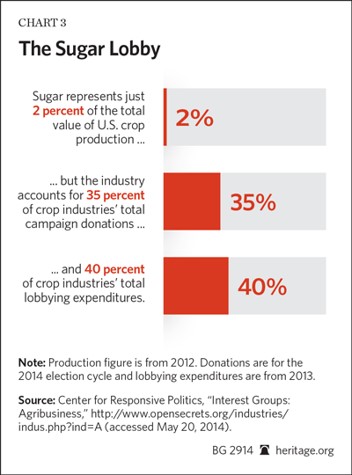 CHART 3
The Sugar Lobby
Sugar represents just
2 percent of the total
value of U.S. crop
production ...
2%
... but the industry
accounts for 35 percent
of crop industries’ total
campaign donations ...
35%
... and 40 percent
of crop industries’ total
lobbying expenditures.
40%
Note: Production figure is from 2012. Donations are for the
2014 election cycle and lobbying expenditures are from 2013.
Source: Center for Responsive Politics, “Interest Groups:
Agribusiness,” http://www.opensecrets.org/industries/
indus.php?ind=A (accessed May 20, 2014).
BG 2914 heritage.org